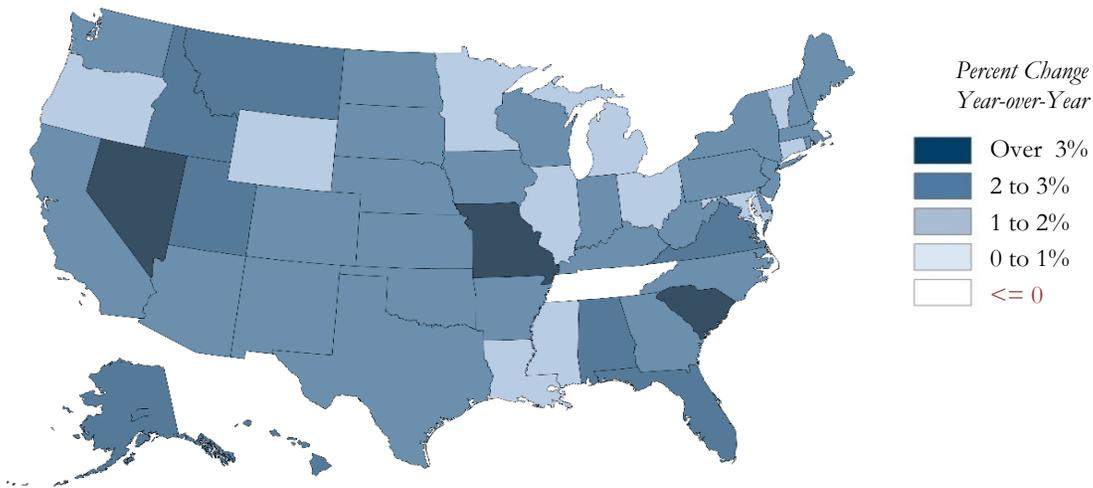 Percent Change
Year-over-Year
Over 3%
2 to 3%
1 to 2%
0 to 1%
<= 0